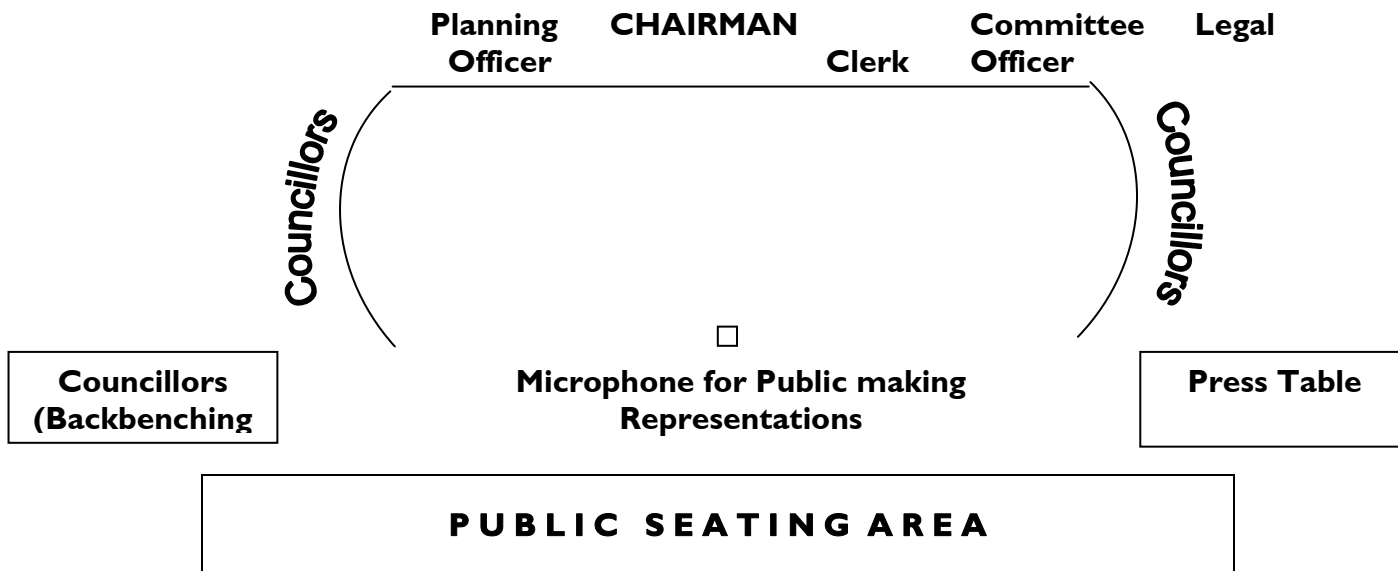 Planning CHAIRMAN Committee Legal
Officer Clerk Officer
Councillors
Councillors
Councillors
(Backbenching
Microphone for Public making
Representations
Press Table
PUBLIC SEATING AREA